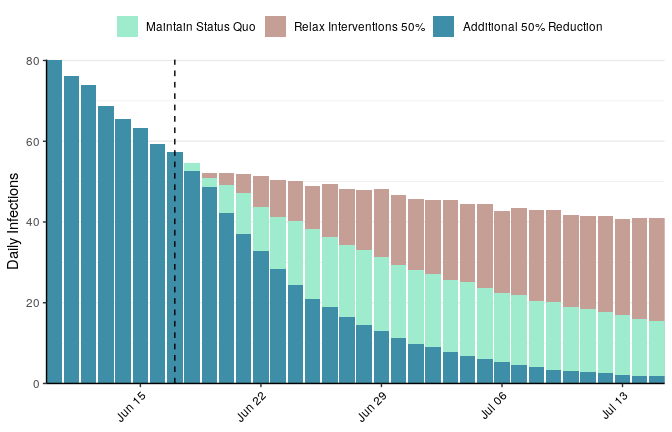 Maintain Status Quo Relax Interventions 50% Additional 50% Reduction
Daily Infections
80
60
40
20
0
Jun 15 Jun 22 Jun 29 Jul 06 Jul 13